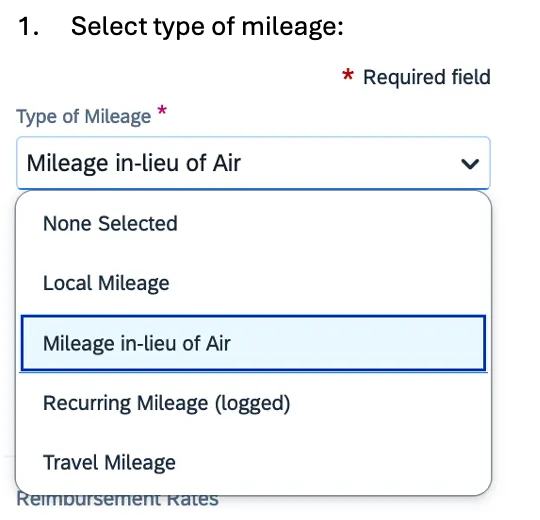 1. Select type of mileage:
* Required field
Type of Mileage *
Mileage in-lieu of Air
None Selected
Local Mileage
Mileage in-lieu of Air
Recurring Mileage (logged)
Travel Mileage
Reimbursement Rates